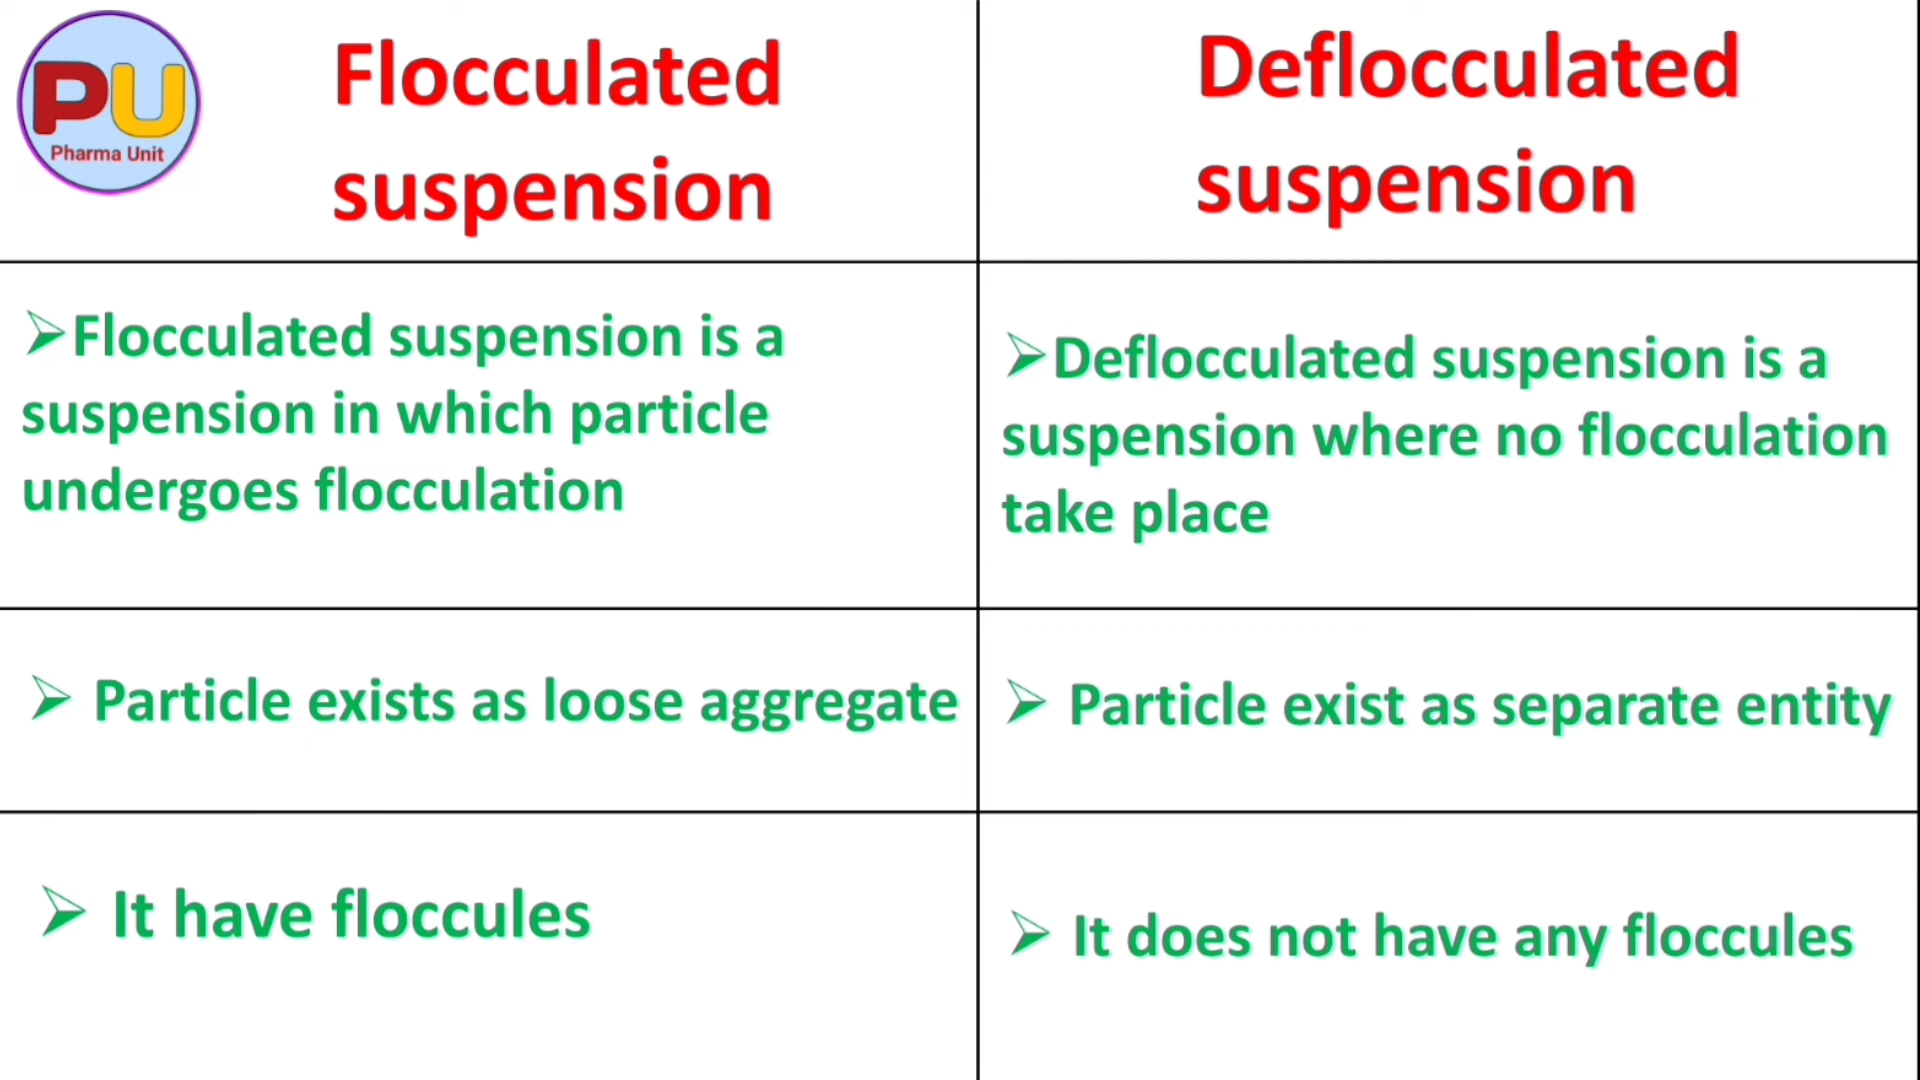 PU
Pharma Unit
Flocculated
suspension
Deflocculated
suspension
➢Flocculated suspension is a
suspension in which particle
undergoes flocculation
➢Deflocculated suspension is a
suspension where no flocculation
take place
➢ Particle exists as loose aggregate
➢ Particle exist as separate entity
➢ It have floccules
➢ It does not have any floccules